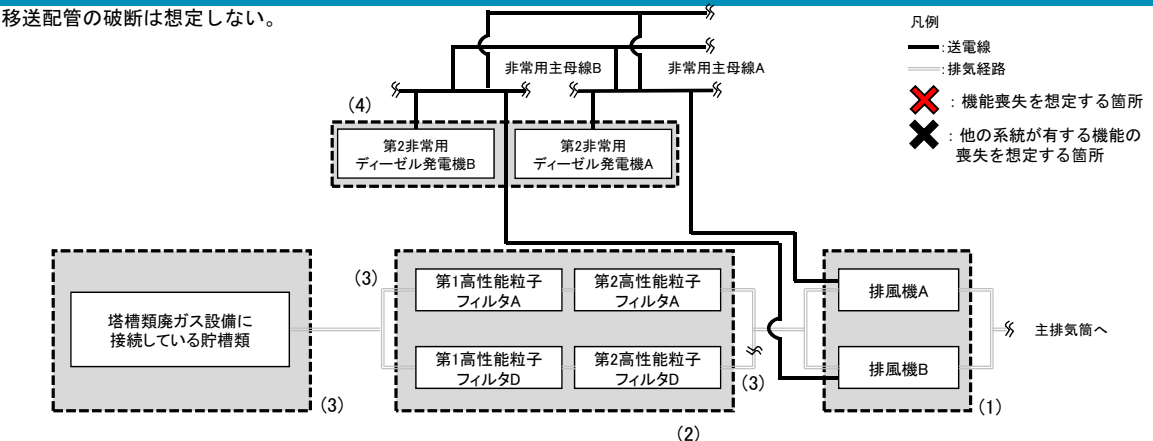 移送配管の破断は想定しない。
凡例
:送電線
:排気経路
:機能喪失を想定する箇所
:他の系統が有する機能の
喪失を想定する箇所
非常用主母線B
非常用主母線A
(4)
第2非常用
ディーゼル発電機B
第2非常用
ディーゼル発電機A
(3)
第1高性能粒子
フィルタA
第2高性能粒子
フィルタA
排風機A
塔槽類廃ガス設備に
接続している貯槽類
主排気筒へ
第1高性能粒子
フィルタD
第2高性能粒子
フィルタD
(3)
排風機B
(3)
(2)
(1)